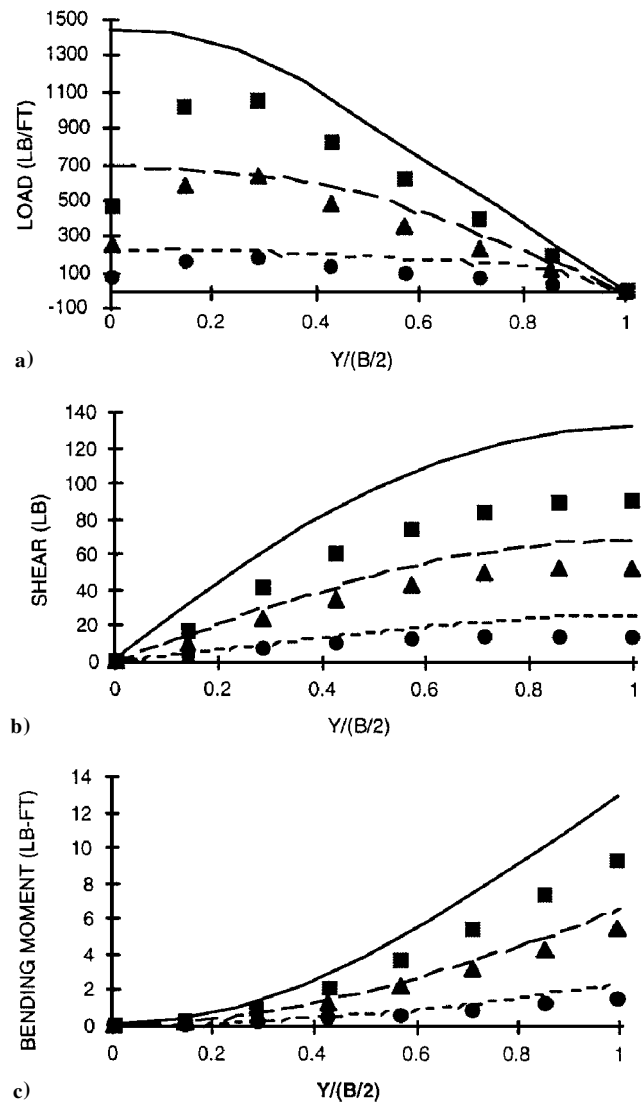 1500
1300
1100
900
700
500
300
100
-100
LOAD (LB/FT)
0 0.2 0.4 0.6 0.8 1
Y/(B/2)
a)
140
120
100
80
60
40
20
0
SHEAR (LB)
0 0.2 0.4 0.6 0.8 1
Y/(B/2)
b)
14
12
10
8
6
4
2
0
BENDING MOMENT (LB-FT)
0 0.2 0.4 0.6 0.8 1
Y/(B/2)
c)